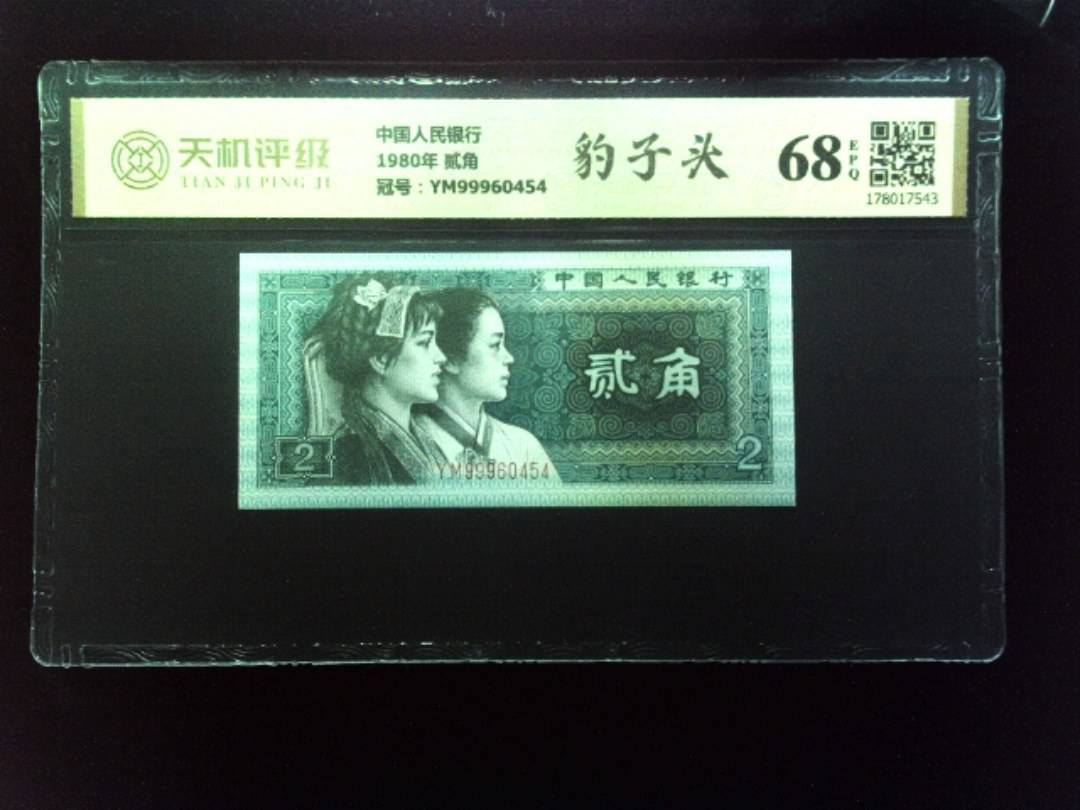 天机评级
TIAN JI PING JI
中国人民银行
1980年 贰角
冠号：YM99960454
豹子头
68
EPQ
178017543
中國人民银行
贰角
2
2
YM99960454